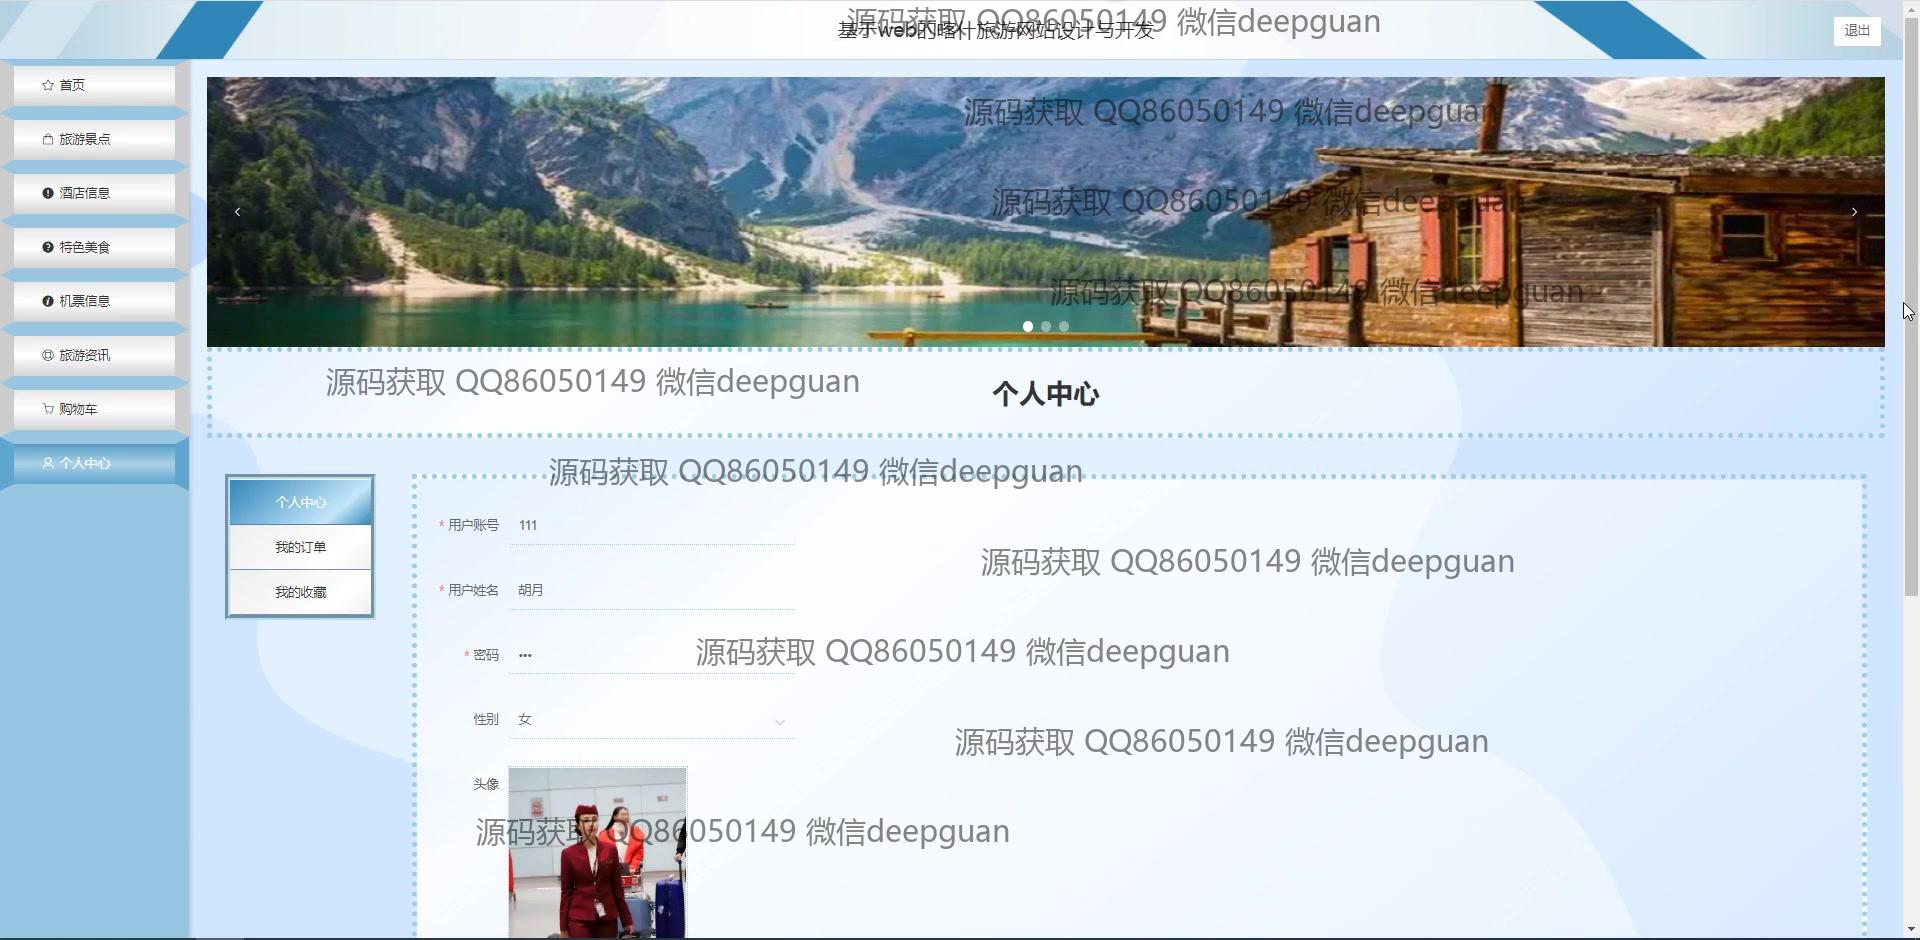 源码获取 QQ86050149 微信deepguan
基于web的喀什旅游网站设计与开发
退出
首页
旅游景点
酒店信息
特色美食
机票信息
旅游资讯
购物车
个人中心
源码获取 QQ86050149 微信deepguan
源码获取 QQ86050149 微信deepguan
源码获取 QQ86050149 微信deepguan
源码获取 QQ86050149 微信deepguan
个人中心
源码获取 QQ86050149 微信deepguan
个人中心
我的订单
我的收藏
* 用户账号 111
源码获取 QQ86050149 微信deepguan
* 用户姓名 胡月
* 密码 •••
源码获取 QQ86050149 微信deepguan
性别 女
源码获取 QQ86050149 微信deepguan
头像
源码获取 QQ86050149 微信deepguan